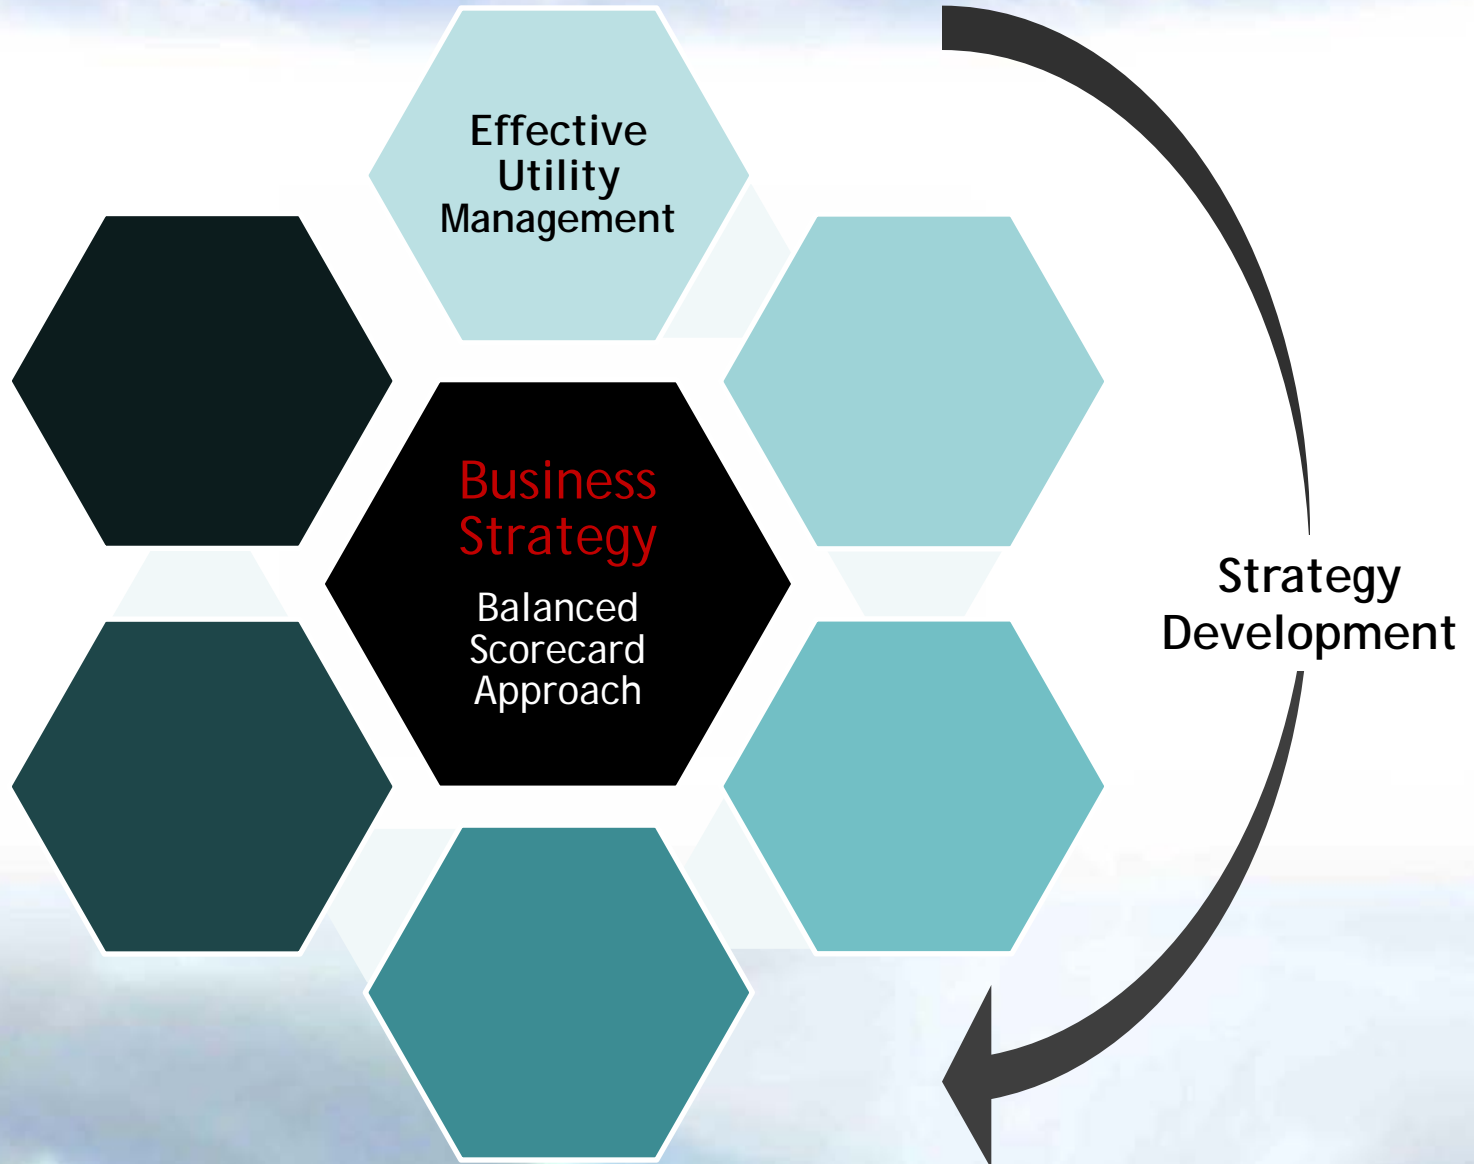 Effective
Utility
Management
Business
Strategy
Balanced
Scorecard
Approach
Strategy
Development